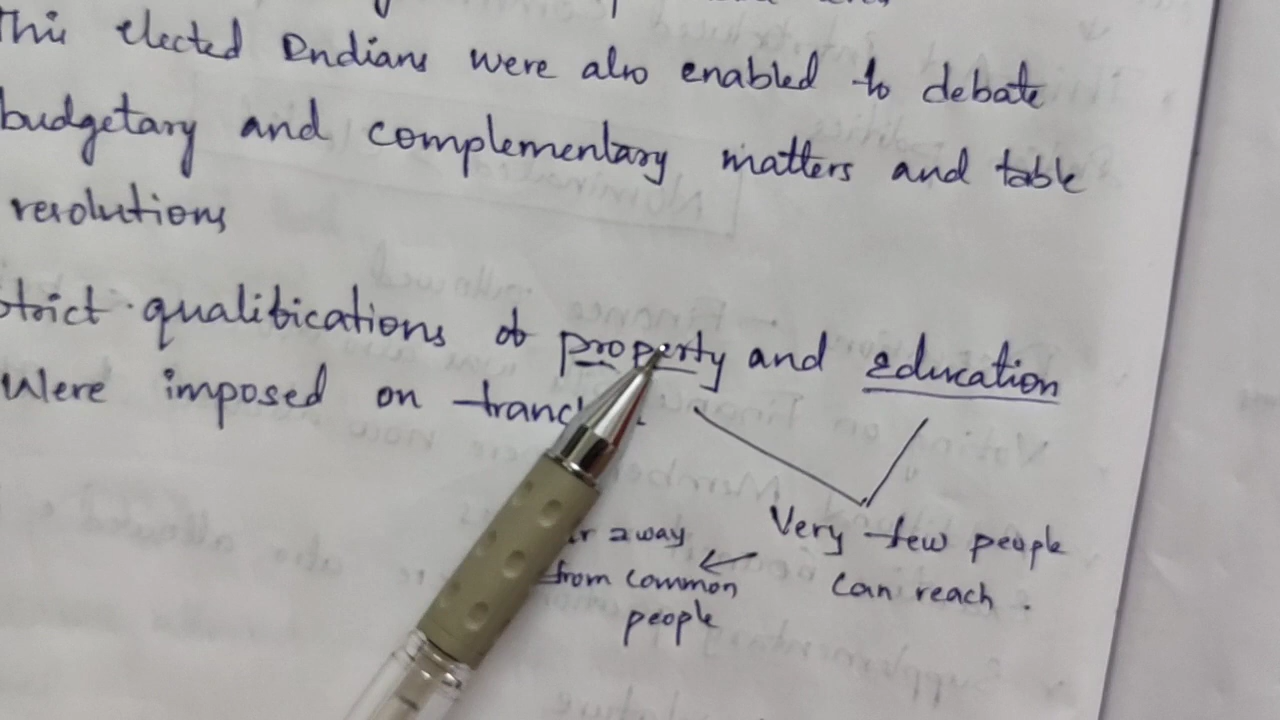 This elected Indians were also enabled to debate
budgetary and complementary matters and table
resolutions
strict qualifications of property and education
Were imposed on
Very few people
can reach.
away
from common
people